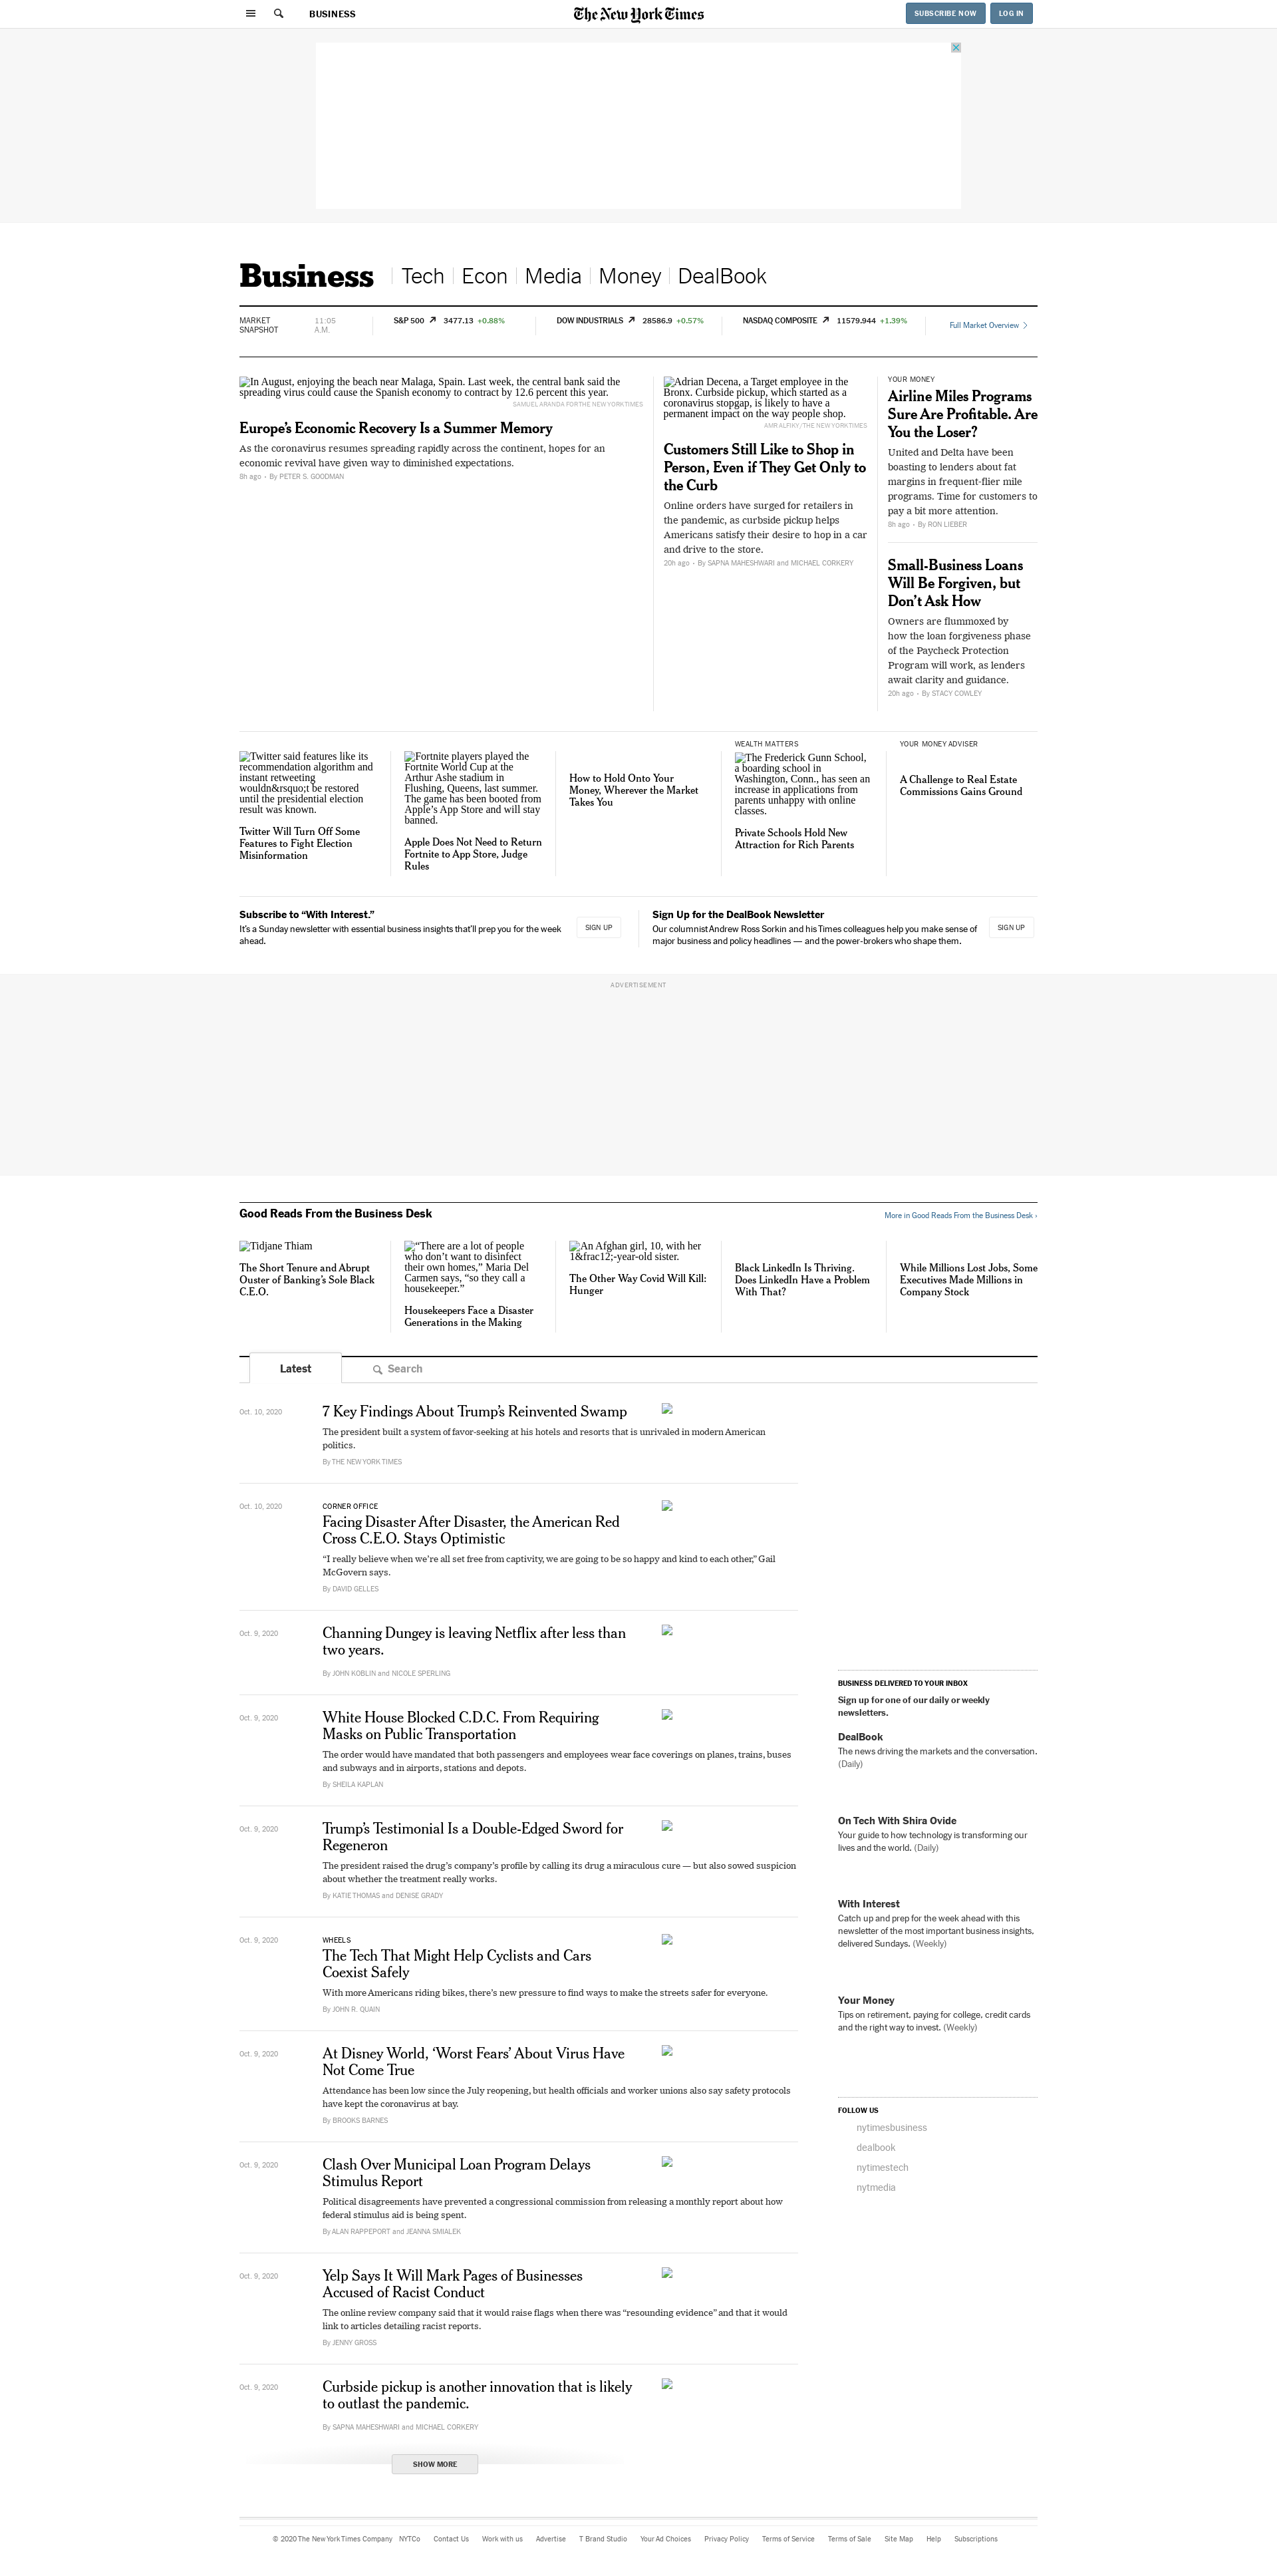 BUSINESS
The New York Times
SUBSCRIBE NOW
LOG IN
Business
Tech
Econ
Media
Money
DealBook
MARKET
SNAPSHOT
11:05
A.M.
S&P 500 3477.13 +0.88%
DOW INDUSTRIALS 28586.9 +0.57%
NASDAQ COMPOSITE 11579.944 +1.39%
Full Market Overview
In August, enjoying the beach near Malaga, Spain. Last week, the central bank said the
spreading virus could cause the Spanish economy to contract by 12.6 percent this year.
SAMUEL ARANDA FOR THE NEW YORK TIMES
Europe’s Economic Recovery Is a Summer Memory
As the coronavirus resumes spreading rapidly across the continent, hopes for an
economic revival have given way to diminished expectations.
8h ago • By PETER S. GOODMAN
Adrian Decena, a Target employee in the
Bronx. Curbside pickup, which started as a
coronavirus stopgap, is likely to have a
permanent impact on the way people shop.
AMR ALFIKY/THE NEW YORK TIMES
Customers Still Like to Shop in
Person, Even if They Get Only to
the Curb
Online orders have surged for retailers in
the pandemic, as curbside pickup helps
Americans satisfy their desire to hop in a car
and drive to the store.
20h ago • By SAPNA MAHESHWARI and MICHAEL CORKERY
YOUR MONEY
Airline Miles Programs
Sure Are Profitable. Are
You the Loser?
United and Delta have been
boasting to lenders about fat
margins in frequent-flier mile
programs. Time for customers to
pay a bit more attention.
8h ago • By RON LIEBER
Small-Business Loans
Will Be Forgiven, but
Don’t Ask How
Owners are flummoxed by
how the loan forgiveness phase
of the Paycheck Protection
Program will work, as lenders
await clarity and guidance.
20h ago • By STACY COWLEY
Twitter said features like its
recommendation algorithm and
instant retweeting
wouldn&rsquo;t be restored
until the presidential election
result was known.
Twitter Will Turn Off Some
Features to Fight Election
Misinformation
Fortnite players played the
Fortnite World Cup at the
Arthur Ashe stadium in
Flushing, Queens, last summer.
The game has been booted from
Apple’s App Store and will stay
banned.
Apple Does Not Need to Return
Fortnite to App Store, Judge
Rules
How to Hold Onto Your
Money, Wherever the Market
Takes You
WEALTH MATTERS
The Frederick Gunn School,
a boarding school in
Washington, Conn., has seen an
increase in applications from
parents unhappy with online
classes.
Private Schools Hold New
Attraction for Rich Parents
YOUR MONEY ADVISER
A Challenge to Real Estate
Commissions Gains Ground
Subscribe to “With Interest.”
It’s a Sunday newsletter with essential business insights that’ll prep you for the week
ahead.
SIGN UP
Sign Up for the DealBook Newsletter
Our columnist Andrew Ross Sorkin and his Times colleagues help you make sense of
major business and policy headlines — and the power-brokers who shape them.
SIGN UP
ADVERTISEMENT
Good Reads From the Business Desk
More in Good Reads From the Business Desk ›
Tidjane Thiam
The Short Tenure and Abrupt
Ouster of Banking’s Sole Black
C.E.O.
“There are a lot of people
who don’t want to disinfect
their own homes,” Maria Del
Carmen says, “so they call a
housekeeper.”
Housekeepers Face a Disaster
Generations in the Making
An Afghan girl, 10, with her
1&frac12;-year-old sister.
The Other Way Covid Will Kill:
Hunger
Black LinkedIn Is Thriving.
Does LinkedIn Have a Problem
With That?
While Millions Lost Jobs, Some
Executives Made Millions in
Company Stock
Latest
Search
Oct. 10, 2020
7 Key Findings About Trump’s Reinvented Swamp
The president built a system of favor-seeking at his hotels and resorts that is unrivaled in modern American
politics.
By THE NEW YORK TIMES
Oct. 10, 2020
CORNER OFFICE
Facing Disaster After Disaster, the American Red
Cross C.E.O. Stays Optimistic
“I really believe when we’re all set free from captivity, we are going to be so happy and kind to each other,” Gail
McGovern says.
By DAVID GELLES
Oct. 9, 2020
Channing Dungey is leaving Netflix after less than
two years.
By JOHN KOBLIN and NICOLE SPERLING
Oct. 9, 2020
White House Blocked C.D.C. From Requiring
Masks on Public Transportation
The order would have mandated that both passengers and employees wear face coverings on planes, trains, buses
and subways and in airports, stations and depots.
By SHEILA KAPLAN
Oct. 9, 2020
Trump’s Testimonial Is a Double-Edged Sword for
Regeneron
The president raised the drug’s company’s profile by calling its drug a miraculous cure — but also sowed suspicion
about whether the treatment really works.
By KATIE THOMAS and DENISE GRADY
Oct. 9, 2020
WHEELS
The Tech That Might Help Cyclists and Cars
Coexist Safely
With more Americans riding bikes, there’s new pressure to find ways to make the streets safer for everyone.
By JOHN R. QUAIN
Oct. 9, 2020
At Disney World, ‘Worst Fears’ About Virus Have
Not Come True
Attendance has been low since the July reopening, but health officials and worker unions also say safety protocols
have kept the coronavirus at bay.
By BROOKS BARNES
Oct. 9, 2020
Clash Over Municipal Loan Program Delays
Stimulus Report
Political disagreements have prevented a congressional commission from releasing a monthly report about how
federal stimulus aid is being spent.
By ALAN RAPPEPORT and JEANNA SMIALEK
Oct. 9, 2020
Yelp Says It Will Mark Pages of Businesses
Accused of Racist Conduct
The online review company said that it would raise flags when there was “resounding evidence” and that it would
link to articles detailing racist reports.
By JENNY GROSS
Oct. 9, 2020
Curbside pickup is another innovation that is likely
to outlast the pandemic.
By SAPNA MAHESHWARI and MICHAEL CORKERY
SHOW MORE
BUSINESS DELIVERED TO YOUR INBOX
Sign up for one of our daily or weekly
newsletters.
DealBook
The news driving the markets and the conversation.
(Daily)
On Tech With Shira Ovide
Your guide to how technology is transforming our
lives and the world. (Daily)
With Interest
Catch up and prep for the week ahead with this
newsletter of the most important business insights,
delivered Sundays. (Weekly)
Your Money
Tips on retirement, paying for college, credit cards
and the right way to invest. (Weekly)
FOLLOW US
nytimesbusiness
dealbook
nytimestech
nytmedia
© 2020 The New York Times Company NYTCo Contact Us Work with us Advertise T Brand Studio Your Ad Choices Privacy Policy Terms of Service Terms of Sale Site Map Help Subscriptions